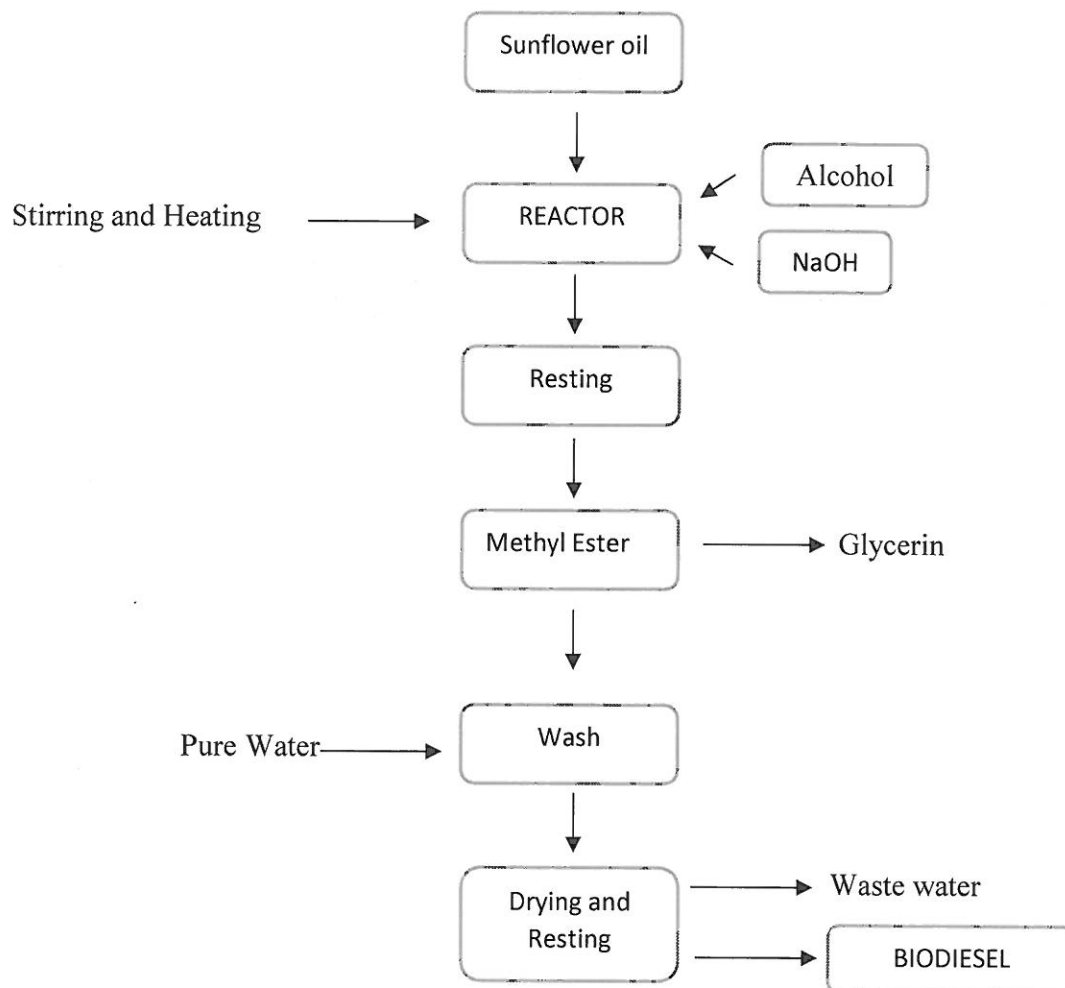 Sunflower oil
Alcohol
Stirring and Heating
REACTOR
NaOH
Resting
Methyl Ester
Glycerin
Pure Water
Wash
Drying and
Resting
Waste water
BIODIESEL